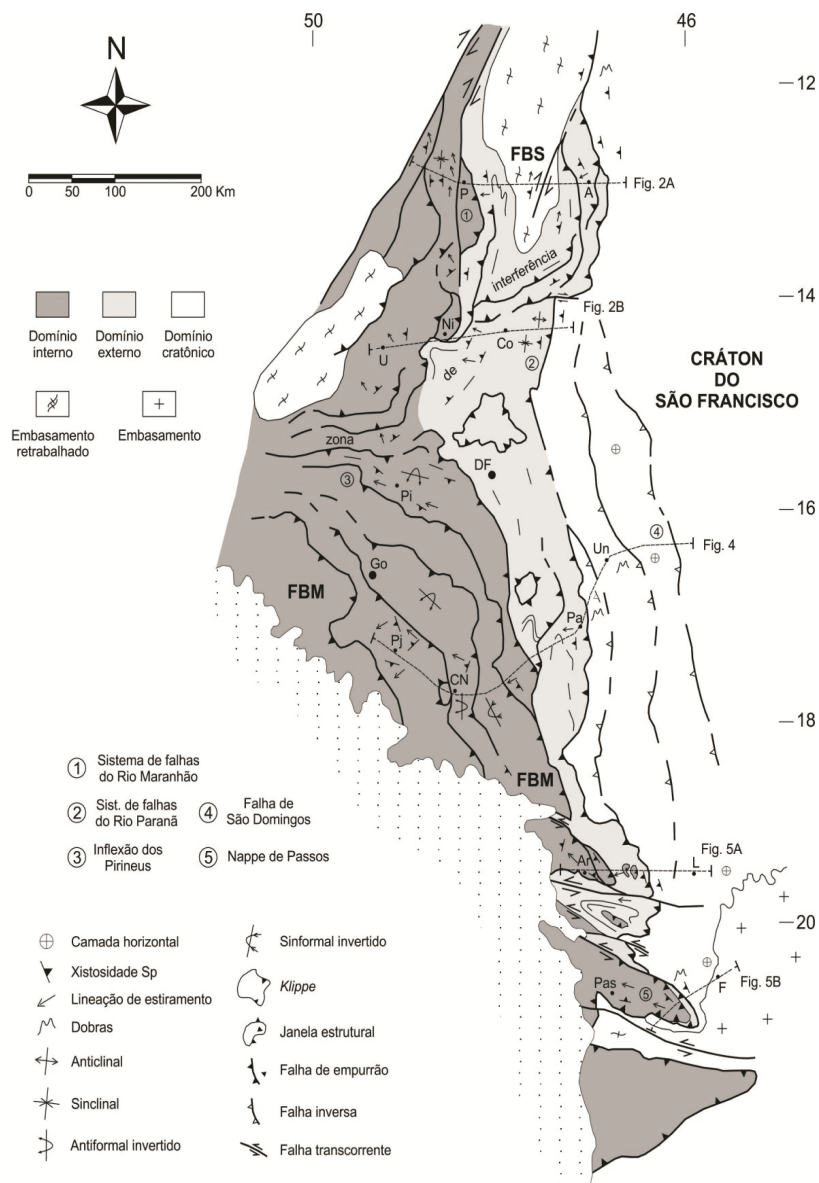 50
46
N
12
0 50 100 200 Km
FBS
Fig. 2A
P
A
1
interferência
14
Fig. 2B
Ni
Co
U
de
2
Domínio interno
Domínio externo
Domínio cratônico
CRÁTON
DO
SÃO FRANCISCO
Embasamento retrabalhado
Embasamento
zona
DF
3
Pi
16
4
Un
Fig. 4
Go
FBM
Pa
Pj
CN
18
FBM
1 Sistema de falhas do Rio Maranhão
2 Sist. de falhas do Rio Paranã
4 Falha de São Domingos
3 Inflexão dos Pirineus
5 Nappe de Passos
Ar
L
Fig. 5A
20
Pas
5
F
Fig. 5B
Camada horizontal
Xistosidade Sp
Lineação de estiramento
Dobras
Anticlinal
Sinclinal
Antiformal invertido
Sinformal invertido
Klippe
Janela estrutural
Falha de empurrão
Falha inversa
Falha transcorrente